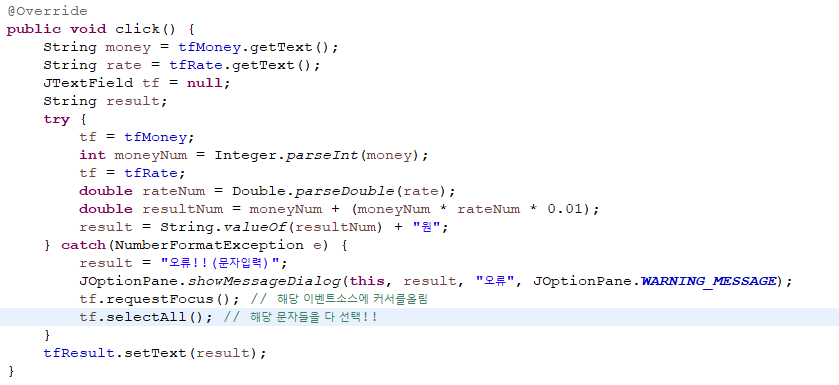 @Override
public void click() {
    String money = tfMoney.getText();
    String rate = tfRate.getText();
    JTextField tf = null;
    String result;
    try {
        tf = tfMoney;
        int moneyNum = Integer.parseInt(money);
        tf = tfRate;
        double rateNum = Double.parseDouble(rate);
        double resultNum = moneyNum + (moneyNum * rateNum * 0.01);
        result = String.valueOf(resultNum) + "원";
    } catch(NumberFormatException e) {
        result = "오류!!(문자입력)";
        JOptionPane.showMessageDialog(this, result, "오류", JOptionPane.WARNING_MESSAGE);
        tf.requestFocus(); // 해당 이벤트소스에 커서를올림
        tf.selectAll(); // 해당 문자들을 다 선택!!
    }
    tfResult.setText(result);
}